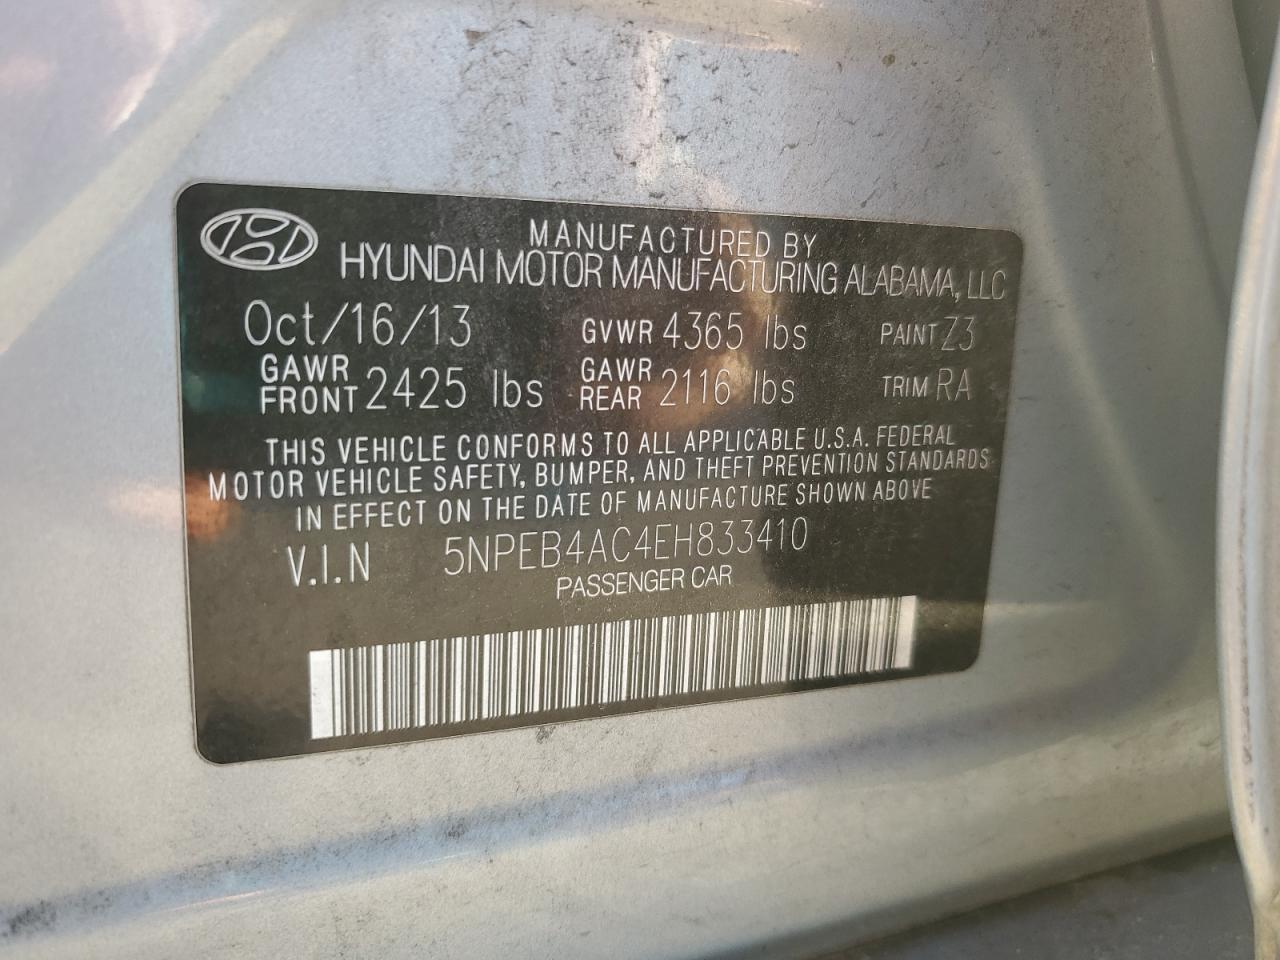 MANUFACTURED BY
HYUNDAI MOTOR MANUFACTURING ALABAMA, LLC
Oct/16/13 GVWR 4365 lbs PAINT Z3
GAWR FRONT 2425 lbs GAWR REAR 2116 lbs TRIM RA
THIS VEHICLE CONFORMS TO ALL APPLICABLE U.S.A. FEDERAL
MOTOR VEHICLE SAFETY, BUMPER, AND THEFT PREVENTION STANDARDS
IN EFFECT ON THE DATE OF MANUFACTURE SHOWN ABOVE
V.I.N 5NPEB4AC4EH833410
PASSENGER CAR